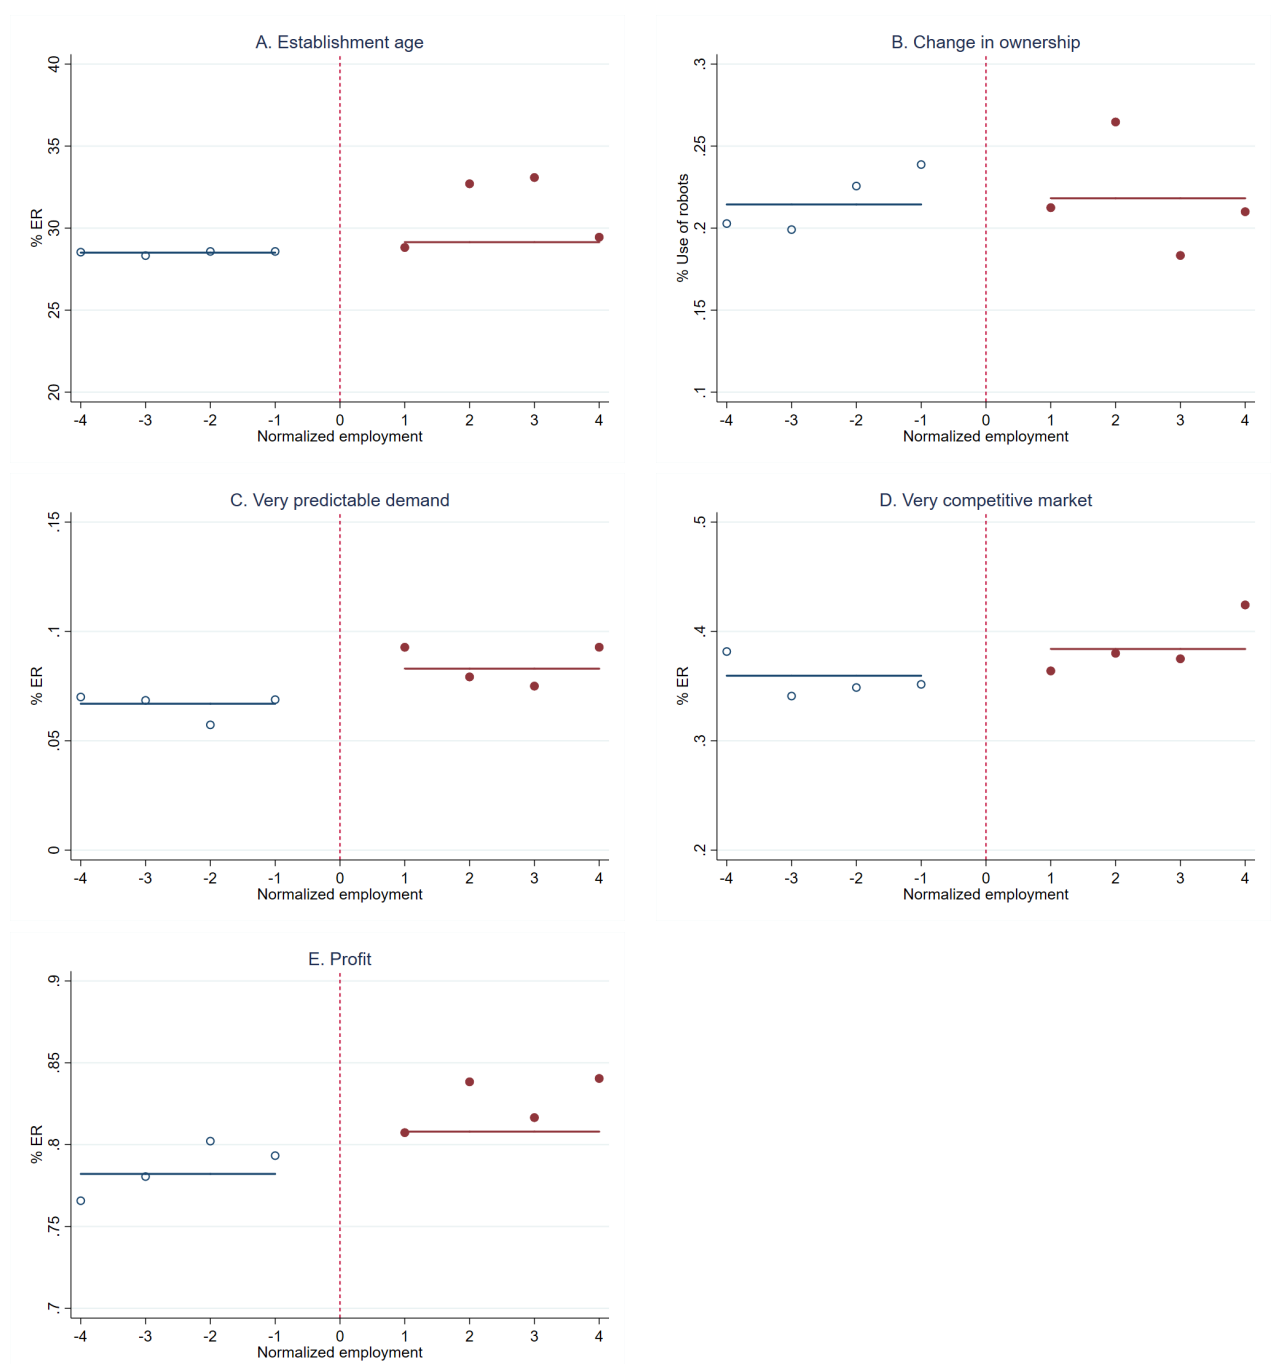 A. Establishment age
% ER
40
35
30
25
20
-4 -3 -2 -1 0 1 2 3 4
Normalized employment
B. Change in ownership
% Use of robots
.3
.25
.2
.15
.1
-4 -3 -2 -1 0 1 2 3 4
Normalized employment
C. Very predictable demand
% ER
.15
.1
.05
0
-4 -3 -2 -1 0 1 2 3 4
Normalized employment
D. Very competitive market
% ER
.5
.4
.3
.2
-4 -3 -2 -1 0 1 2 3 4
Normalized employment
E. Profit
% ER
.9
.85
.8
.75
.7
-4 -3 -2 -1 0 1 2 3 4
Normalized employment